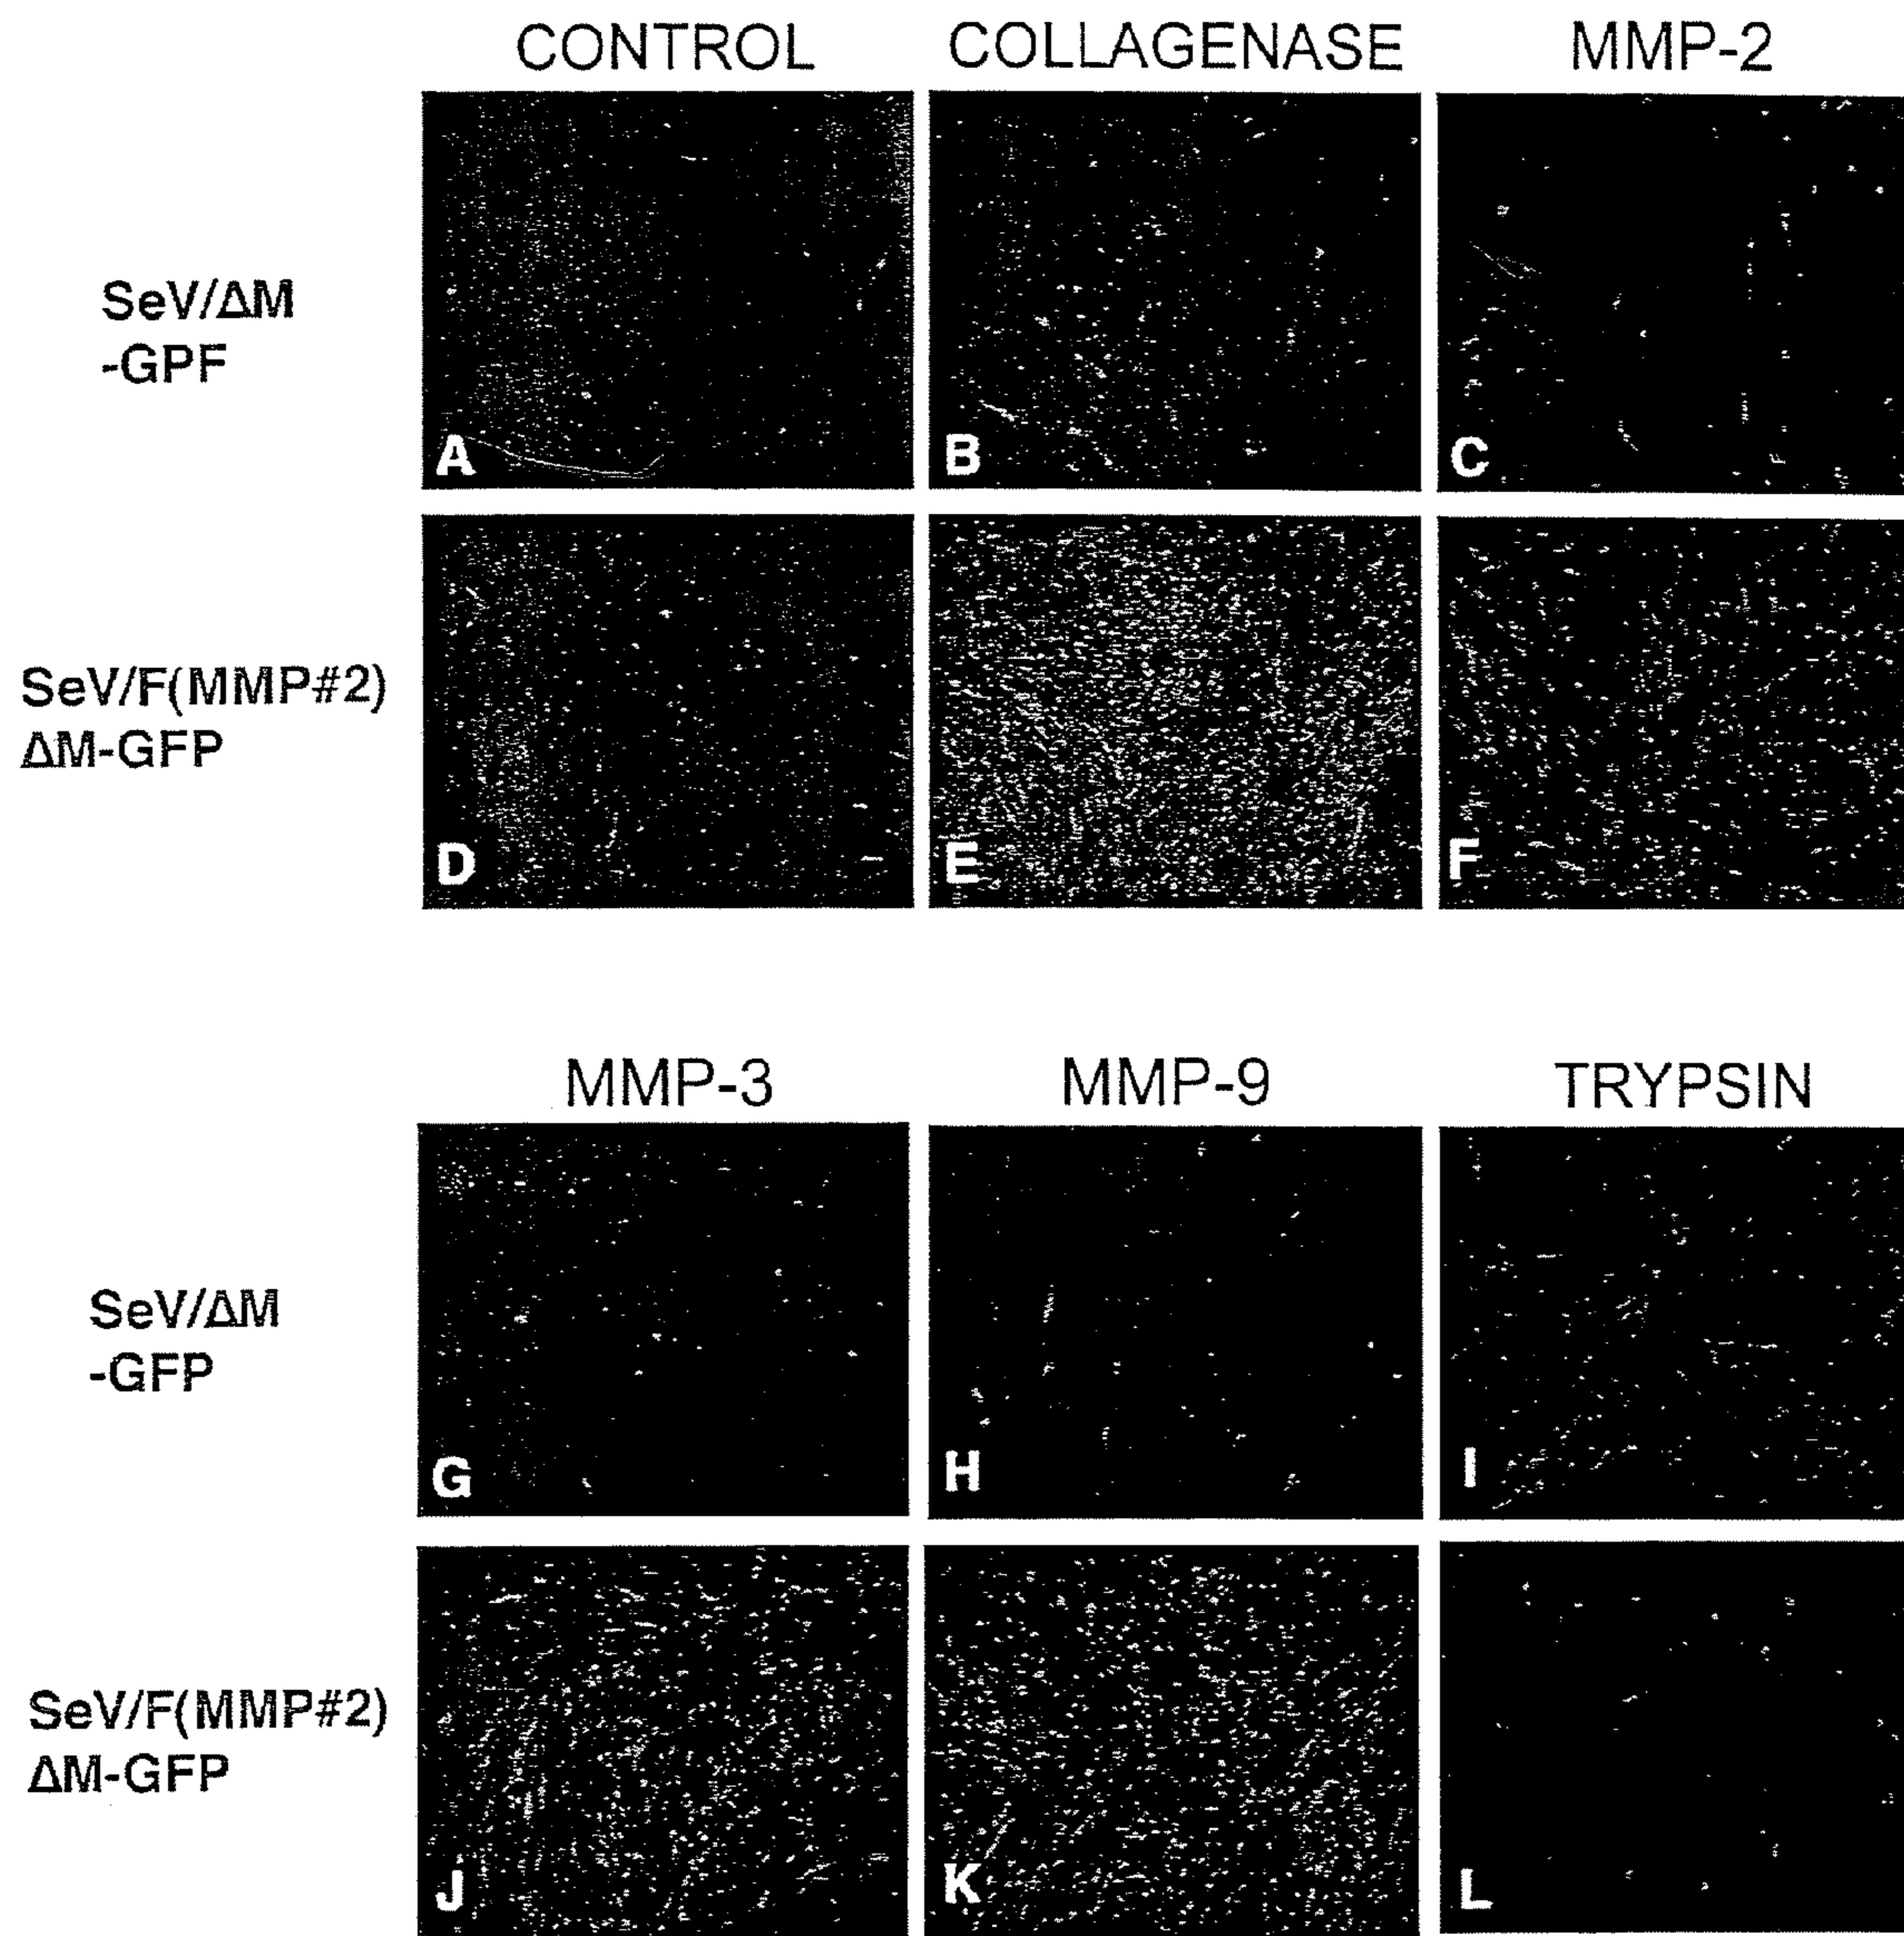 CONTROL COLLAGENASE MMP-2
SeV/ΔM
-GPF
A B C
SeV/F(MMP#2)
ΔM-GFP
D E F
MMP-3 MMP-9 TRYPSIN
SeV/ΔM
-GFP
G H I
SeV/F(MMP#2)
ΔM-GFP
J K L